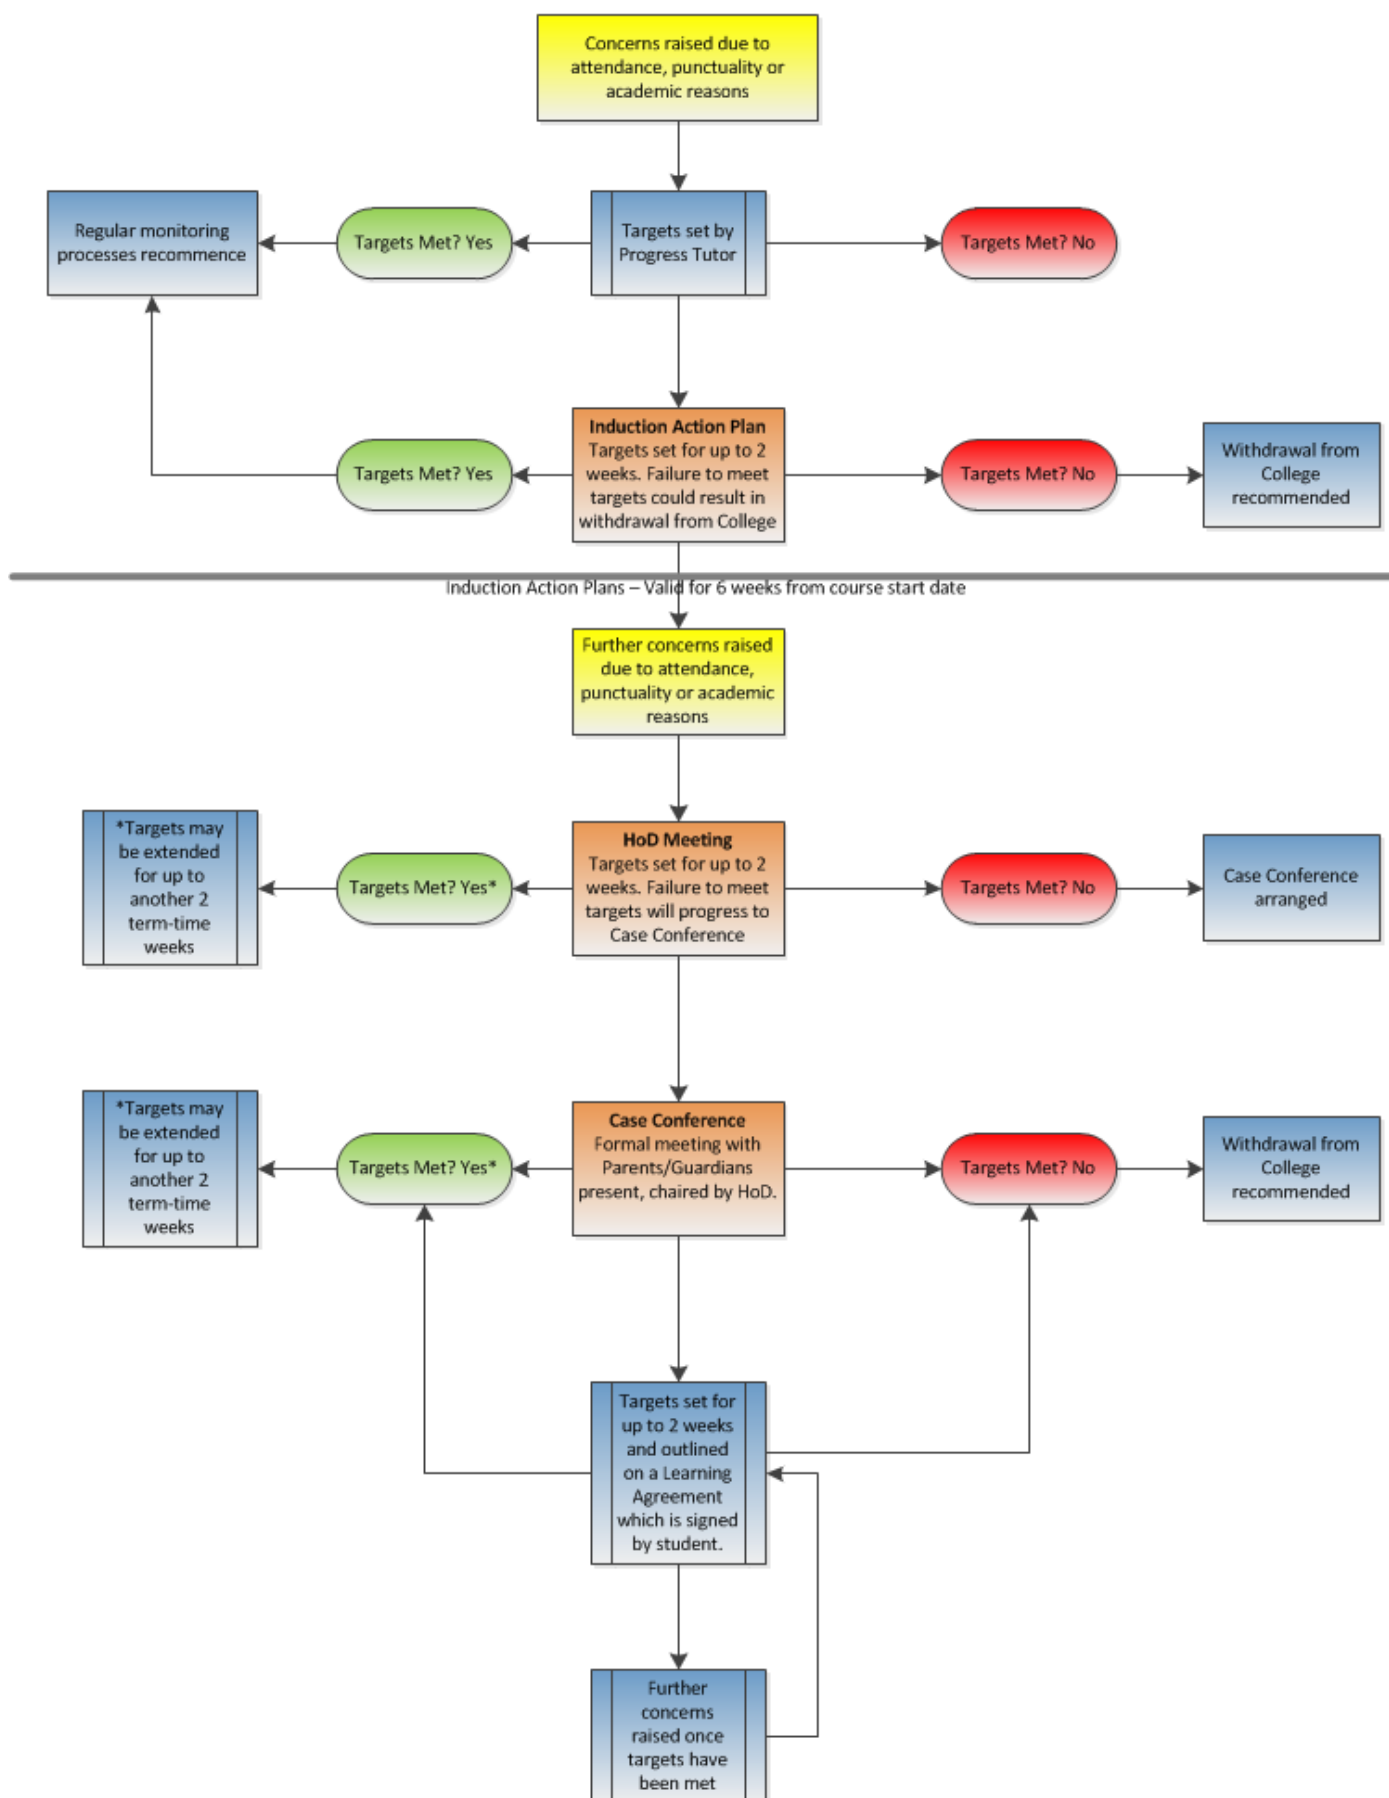 Concerns raised due to
attendance, punctuality or
academic reasons
Regular monitoring
processes recommence
Targets Met? Yes
Targets set by
Progress Tutor
Targets Met? No
Targets Met? Yes
Induction Action Plan
Targets set for up to 2
weeks. Failure to meet
targets could result in
withdrawal from College
Targets Met? No
Withdrawal from
College
recommended
Induction Action Plans – Valid for 6 weeks from course start date
Further concerns raised
due to attendance,
punctuality or academic
reasons
*Targets may
be extended
for up to
another 2
term-time
weeks
Targets Met? Yes*
HoD Meeting
Targets set for up to 2
weeks. Failure to meet
targets will progress to
Case Conference
Targets Met? No
Case Conference
arranged
*Targets may
be extended
for up to
another 2
term-time
weeks
Targets Met? Yes*
Case Conference
Formal meeting with
Parents/Guardians
present, chaired by HoD.
Targets Met? No
Withdrawal from
College
recommended
Targets set for
up to 2 weeks
and outlined
on a Learning
Agreement
which is signed
by student.
Further
concerns
raised once
targets have
been met